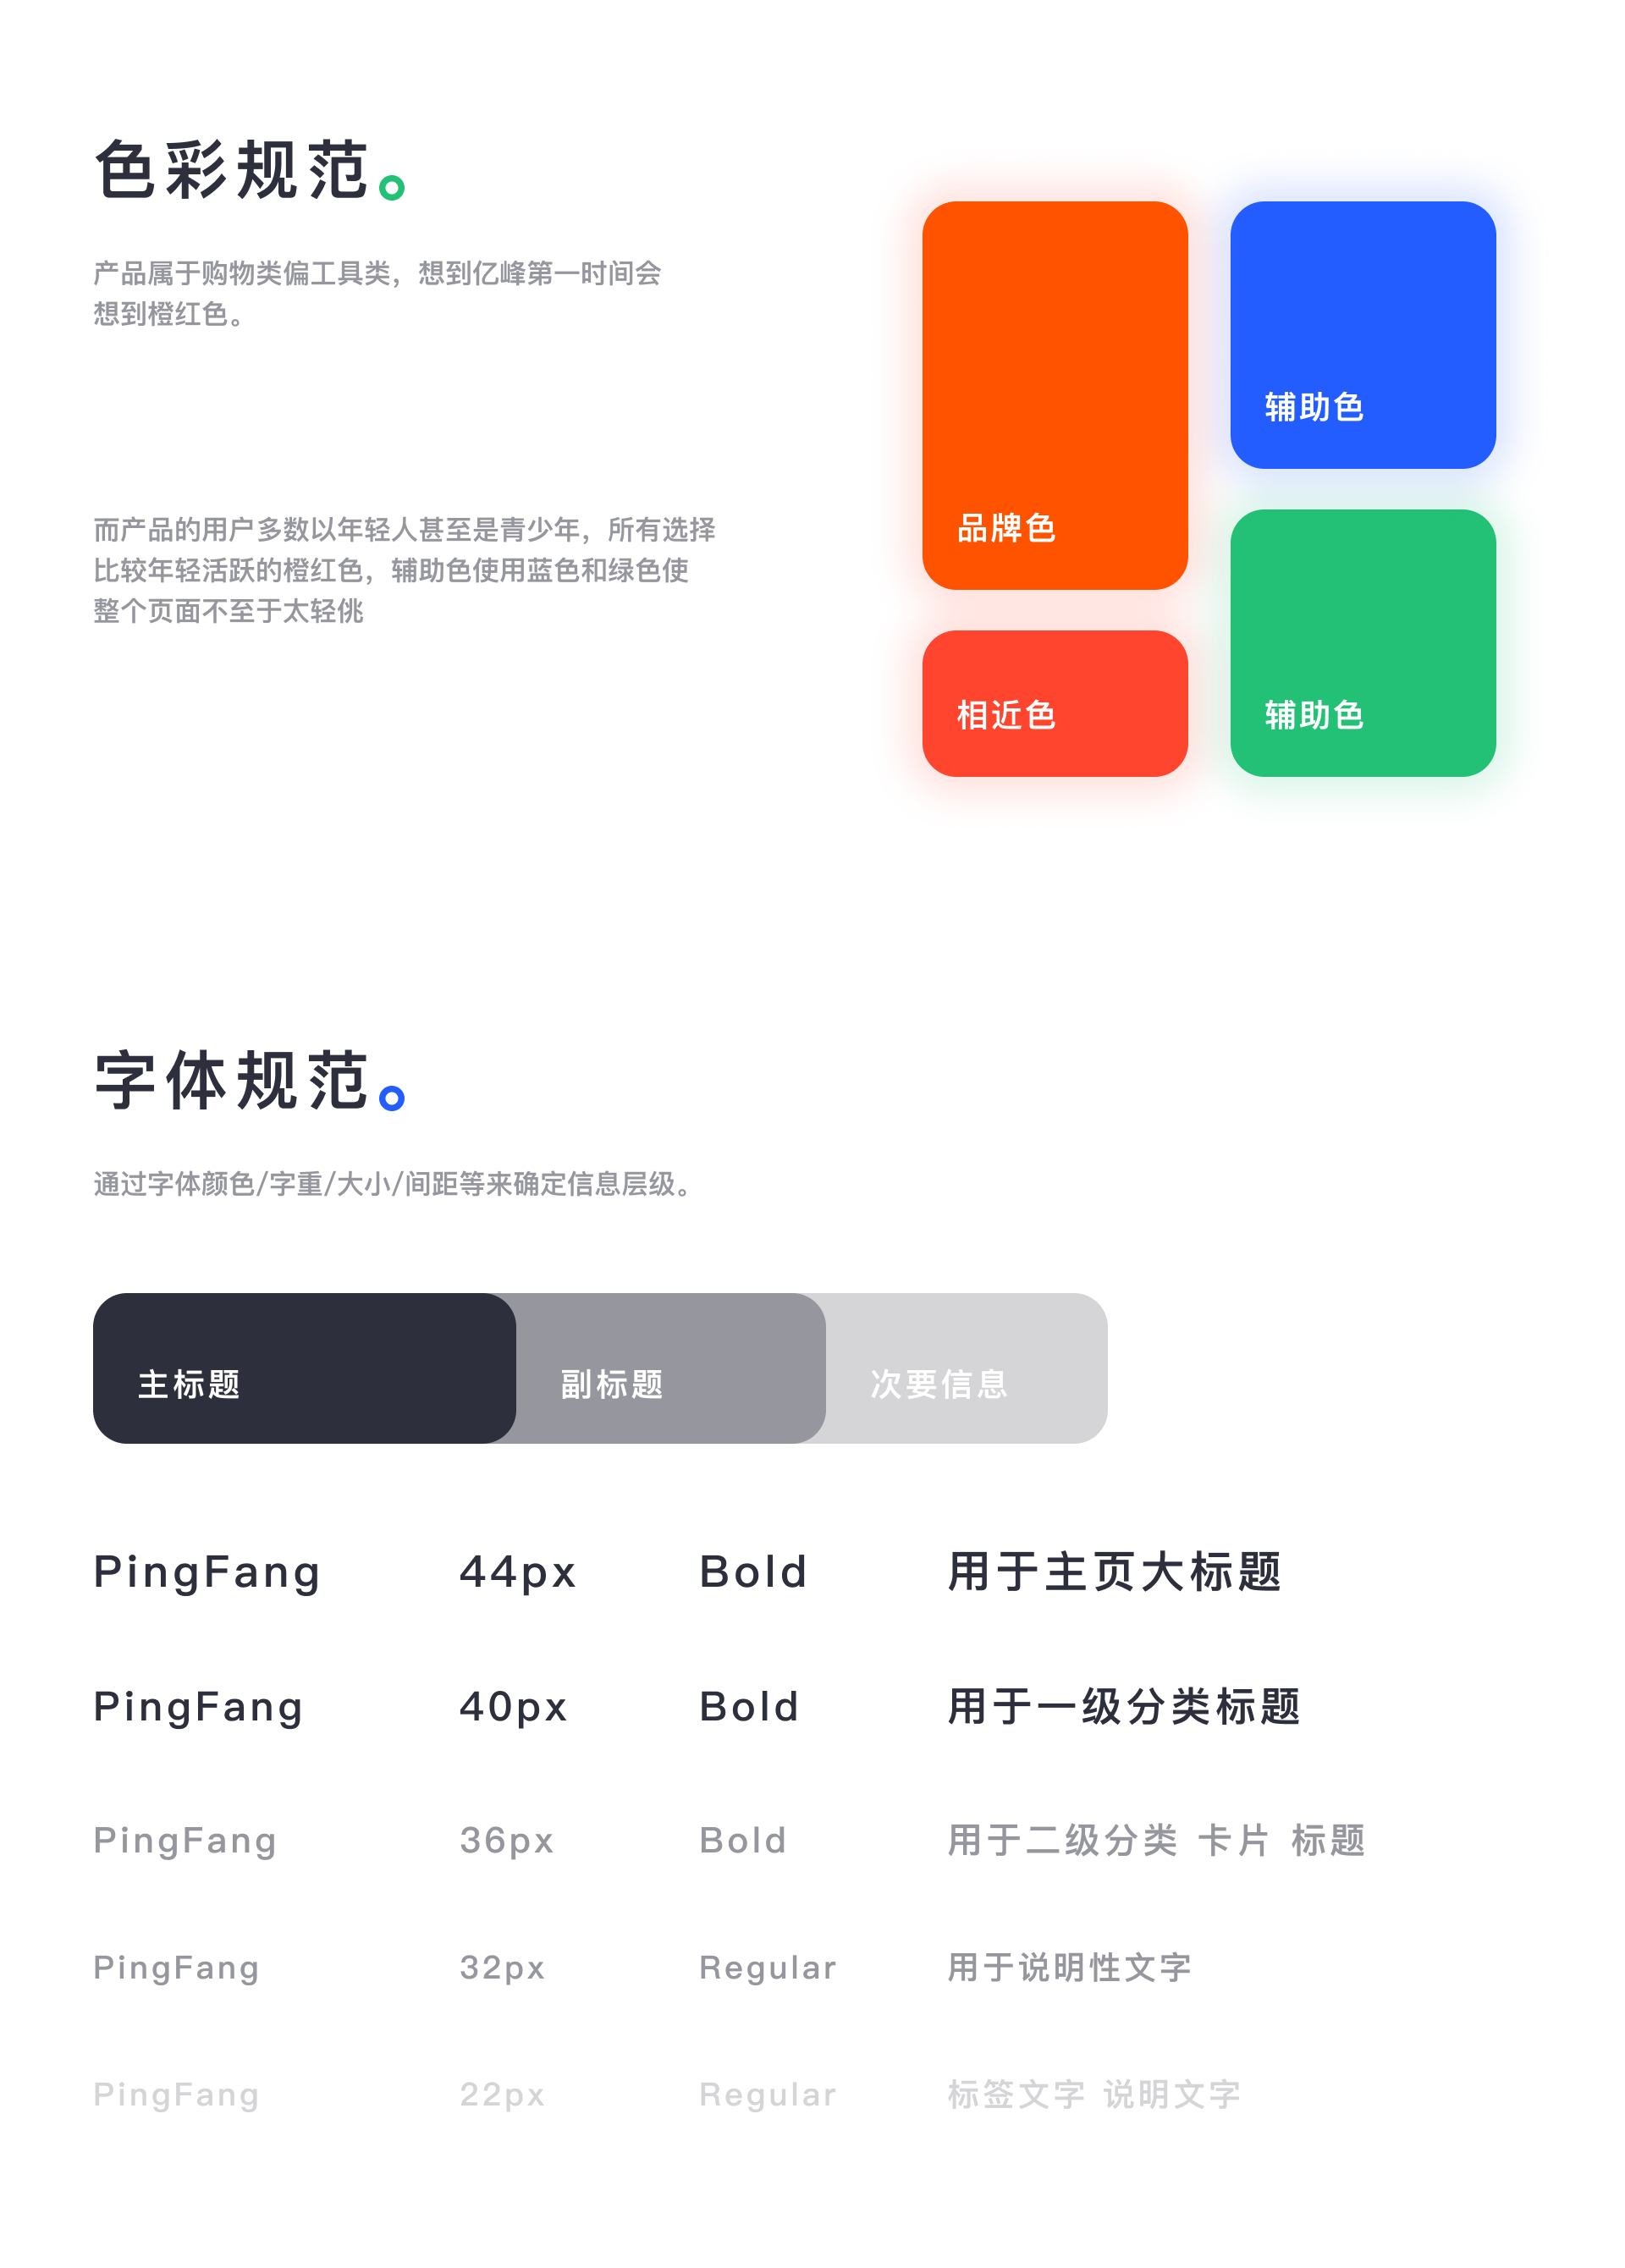 色彩规范。
产品属于购物类偏工具类，想到亿峰第一时间会
想到橙红色。
而产品的用户多数以年轻人甚至是青少年，所有选择
比较年轻活跃的橙红色，辅助色使用蓝色和绿色使
整个页面不至于太轻佻
品牌色
辅助色
相近色
辅助色
字体规范。
通过字体颜色/字重/大小/间距等来确定信息层级。
主标题 副标题 次要信息
PingFang 44px Bold 用于主页大标题
PingFang 40px Bold 用于一级分类标题
PingFang 36px Bold 用于二级分类 卡片 标题
PingFang 32px Regular 用于说明性文字
PingFang 22px Regular 标签文字 说明文字